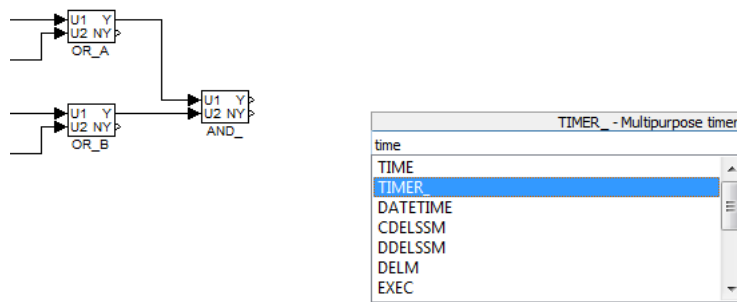 U1 Y
U2 NY
OR_A
U1 Y
U2 NY
AND_
U1 Y
U2 NY
OR_B
TIMER_ - Multipurpose timer
time
TIME
TIMER_
DATETIME
CDELSSM
DDELSSM
DELM
EXEC